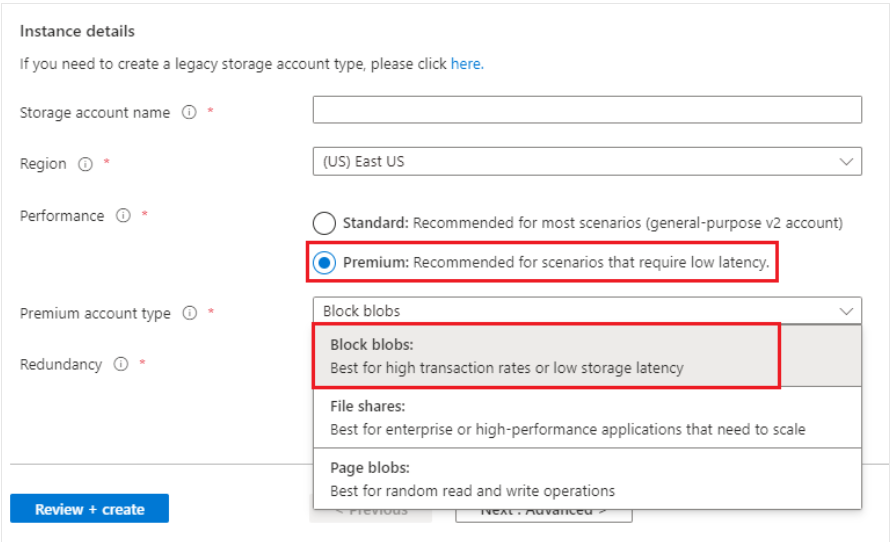 Instance details
If you need to create a legacy storage account type, please click here.
Storage account name *
Region *
(US) East US
Performance *
Standard: Recommended for most scenarios (general-purpose v2 account)
Premium: Recommended for scenarios that require low latency.
Premium account type *
Block blobs
Block blobs:
Best for high transaction rates or low storage latency
Redundancy *
File shares:
Best for enterprise or high-performance applications that need to scale
Page blobs:
Best for random read and write operations
Review + create
< Previous
Next : Advanced >